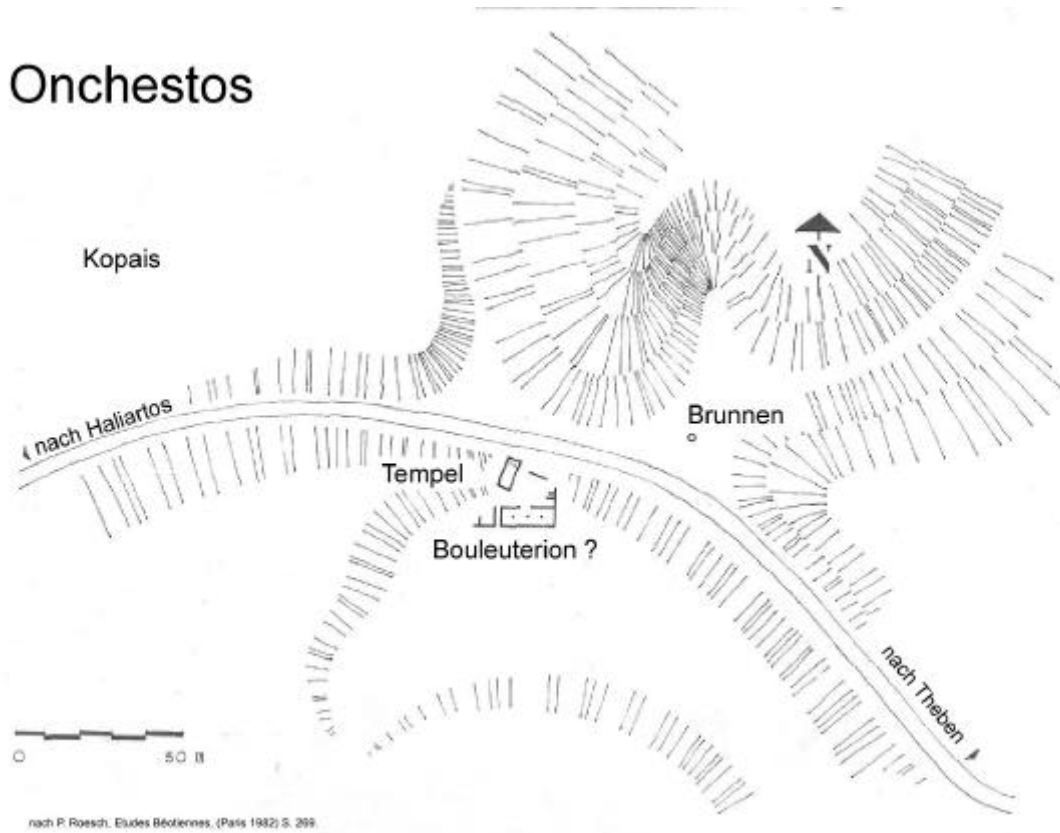 Onchestos
Kopais
N
nach Haliartos
Brunnen
Tempel
Bouleuterion ?
nach Theben
0 50 m
nach P. Roesch, Etudes Béotiennes, (Paris 1982) S. 269.